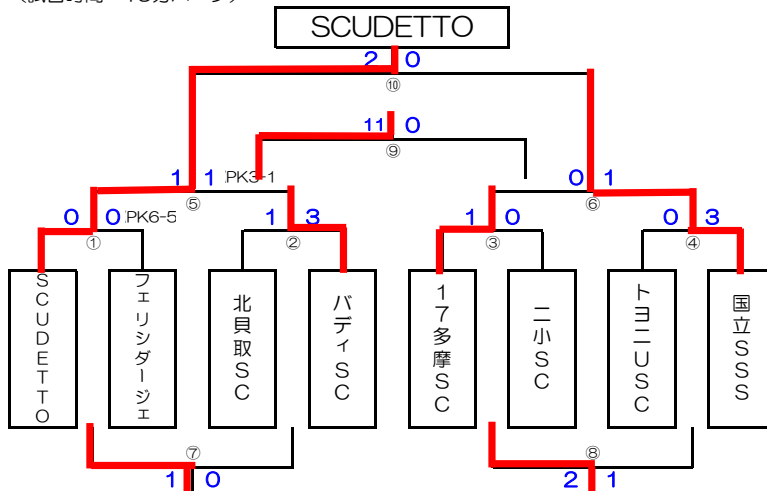 (試合時間 15分ハーフ)
SCUDETTO
2 0
⑩
11 0
⑨
1 1 PK3-1
⑤
0 1
⑥
0 0 PK6-5
①
1 3
②
1 0
③
0 3
④
SCUDETTO
フェリシダージェ
北貝取SC
バディSC
17多摩SC
二小SC
トヨニUSC
国立SSS
⑦
1 0
⑧
2 1